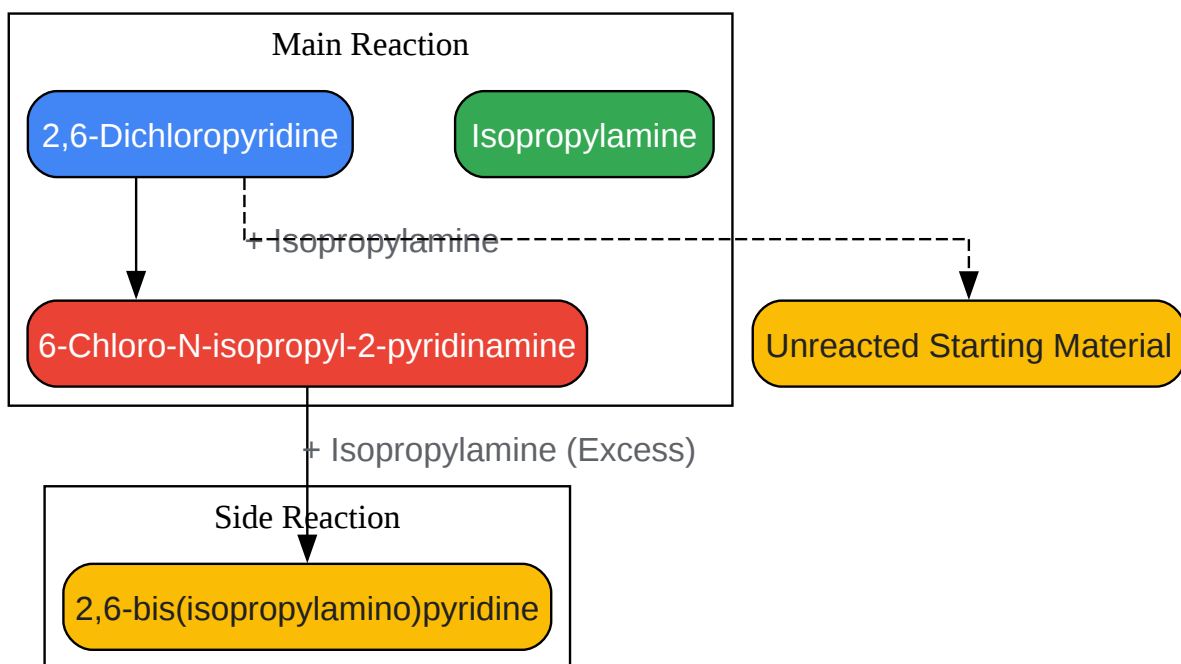 Main Reaction
2,6-Dichloropyridine
Isopropylamine
+ Isopropylamine
6-Chloro-N-isopropyl-2-pyridinamine
Unreacted Starting Material
+ Isopropylamine (Excess)
Side Reaction
2,6-bis(isopropylamino)pyridine